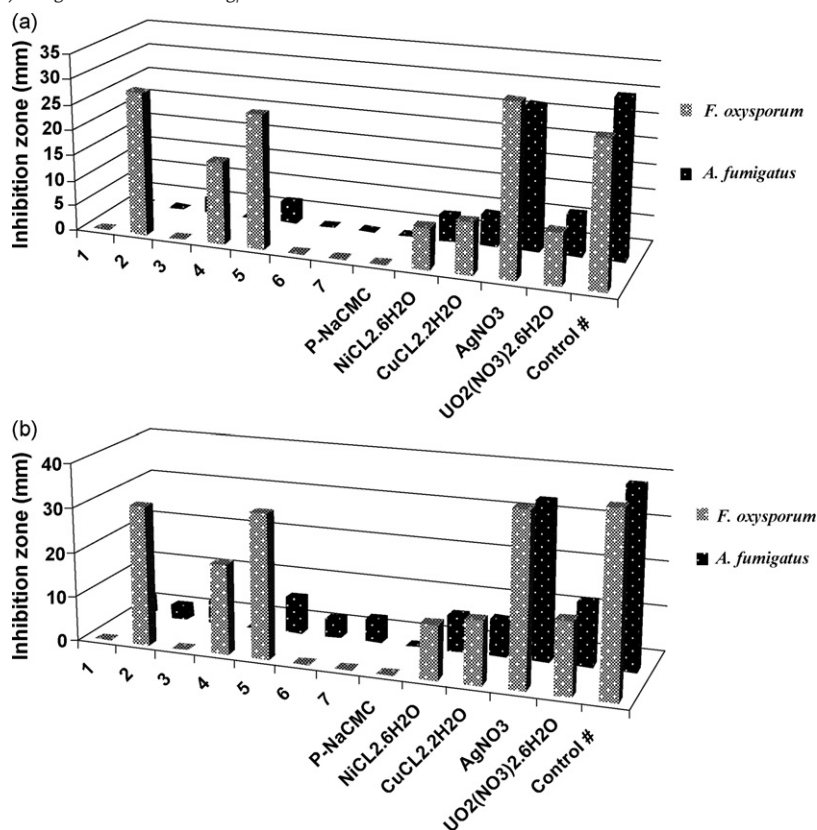 (a)
Inhibition zone (mm)
35
30
25
20
15
10
5
0
F. oxysporum
A. fumigatus
1
2
3
4
5
6
7
P-NaCMC
NiCL2.6H2O
CuCL2.2H2O
AgNO3
UO2(NO3)2.6H2O
Control #
(b)
Inhibition zone (mm)
40
30
20
10
0
F. oxysporum
A. fumigatus
1
2
3
4
5
6
7
P-NaCMC
NiCL2.6H2O
CuCL2.2H2O
AgNO3
UO2(NO3)2.6H2O
Control #